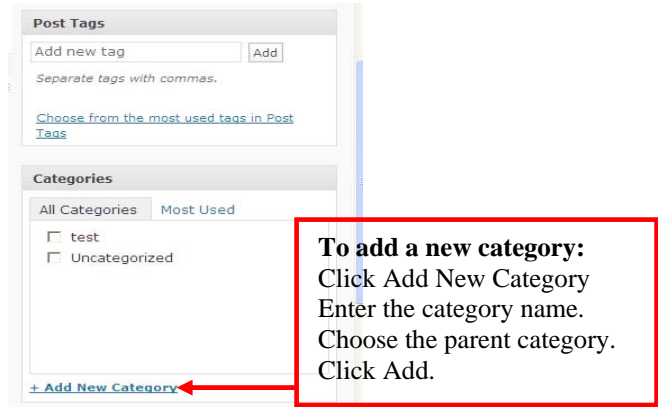 Post Tags
Add new tag
Add
Separate tags with commas.
Choose from the most used tags in Post
Tags
Categories
All Categories Most Used
test
Uncategorized
+ Add New Category
To add a new category:
Click Add New Category
Enter the category name.
Choose the parent category.
Click Add.